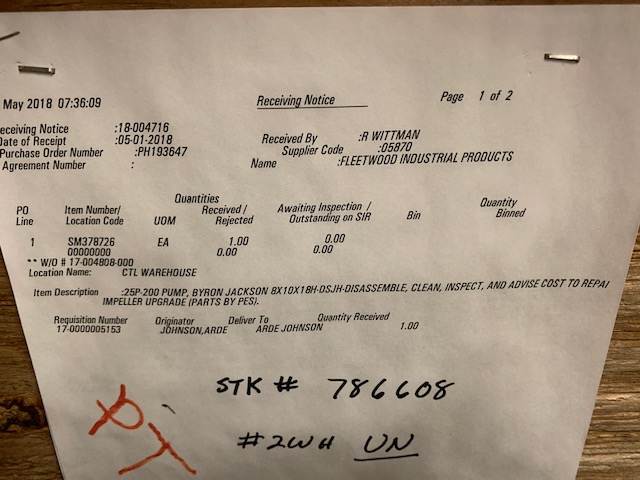 May 2018 07:36:09 Receiving Notice Page 1 of 2
eceiving Notice :18-004716
Date of Receipt :05-01-2018 Received By :R WITTMAN
Purchase Order Number :PH193647 Supplier Code :05870
Agreement Number : Name :FLEETWOOD INDUSTRIAL PRODUCTS
Quantities
PO Item Number/ Received / Awaiting Inspection / Quantity
Line Location Code UOM Rejected Outstanding on SIR Bin Binned
1 SM378726 EA 1.00 0.00
00000000 0.00 0.00
** W/O # 17-004808-000
Location Name: CTL WAREHOUSE
Item Description :25P-200 PUMP, BYRON JACKSON 8X10X18H-DSJH-DISASSEMBLE, CLEAN, INSPECT, AND ADVISE COST TO REPAI
IMPELLER UPGRADE (PARTS BY PES).
Requisition Number Originator Deliver To Quantity Received
17-0000005153 JOHNSON,ARDE ARDE JOHNSON 1.00
STK # 786608
#2WH UN
PT